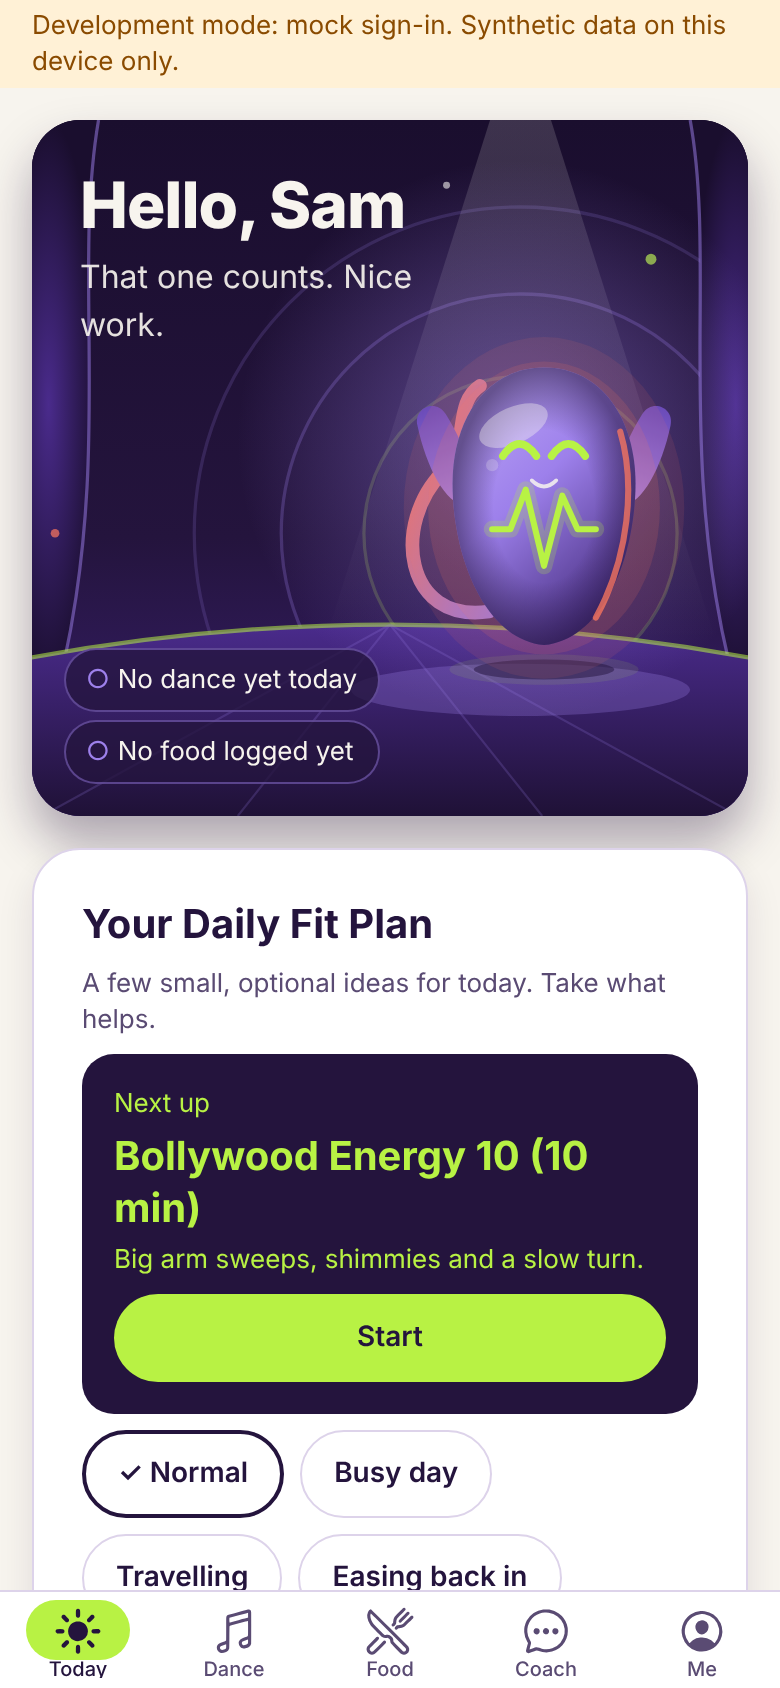 Development mode: mock sign-in. Synthetic data on this
device only.
Hello, Sam
That one counts. Nice
work.
No dance yet today
No food logged yet
Your Daily Fit Plan
A few small, optional ideas for today. Take what
helps.
Next up
Bollywood Energy 10 (10
min)
Big arm sweeps, shimmies and a slow turn.
Start
✓ Normal
Busy day
Travelling
Easing back in
Today
Dance
Food
Coach
Me